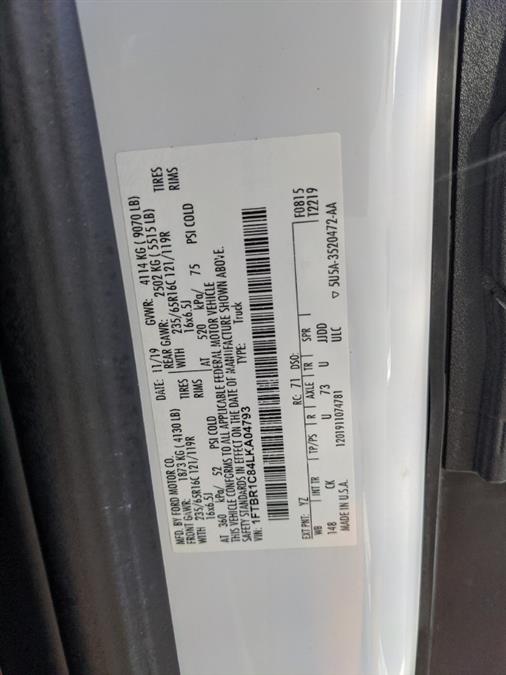 MFD. BY FORD MOTOR CO.
DATE: 11/19 GVWR: 4114 KG ( 9070 LB)
FRONT GAWR: 1873 KG ( 4130 LB) REAR GAWR: 2502 KG ( 5515 LB)
WITH 235/65R16C 121/119R TIRES WITH 235/65R16C 121/119R TIRES
16x6.5J RIMS 16x6.5J RIMS
AT 360 kPa/ 52 PSI COLD AT 520 kPa/ 75 PSI COLD
THIS VEHICLE CONFORMS TO ALL APPLICABLE FEDERAL MOTOR VEHICLE
SAFETY STANDARDS IN EFFECT ON THE DATE OF MANUFACTURE SHOWN ABOVE.
VIN: 1FTBR1C84LKA04793 TYPE: Truck
F0815
T2219
EXT PNT: YZ RC: 71 DSO:
WB INT TR TP/PS R AXLE TR SPR
148 CK U 73 U JJDD
MADE IN U.S.A. 1201911074781 ULC
▽ 5U5A-3520472-AA